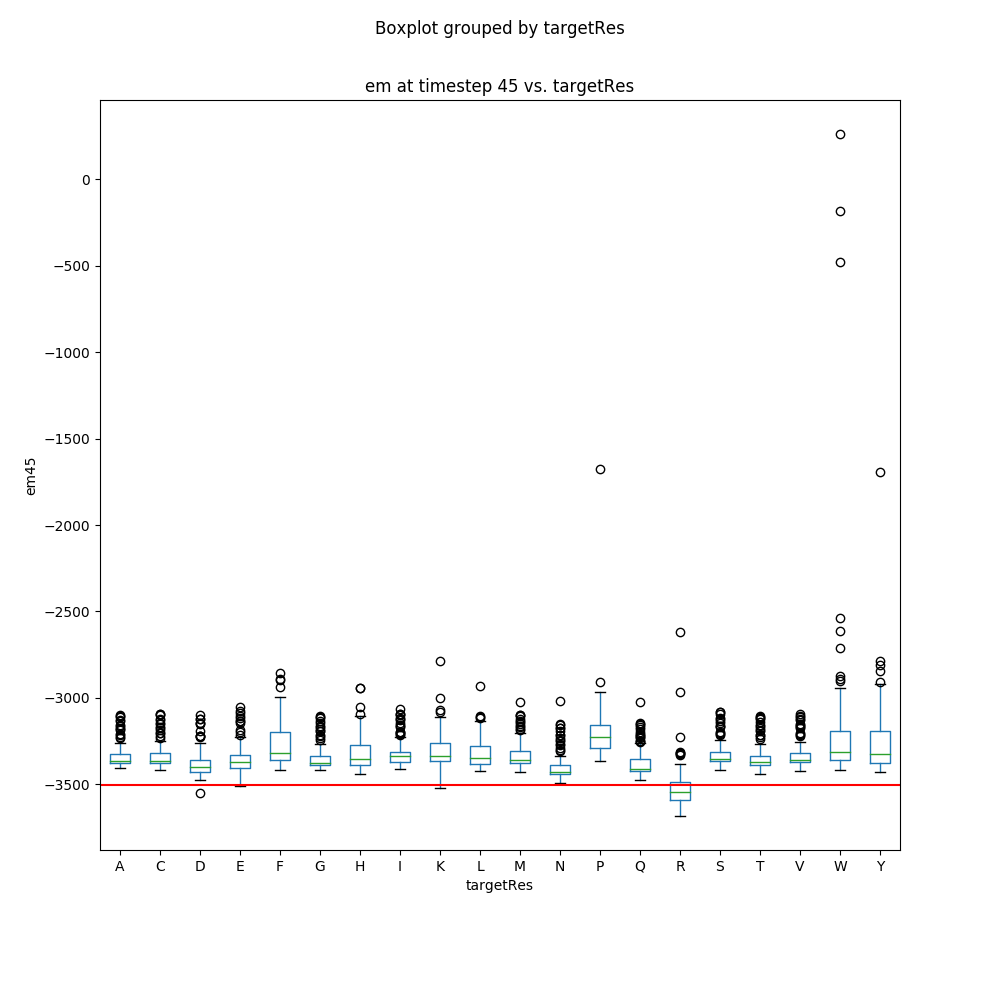 Boxplot grouped by targetRes
em at timestep 45 vs. targetRes
0
−500
−1000
−1500
−2000
−2500
−3000
−3500
em45
A C D E F G H I K L M N P Q R S T V W Y
targetRes